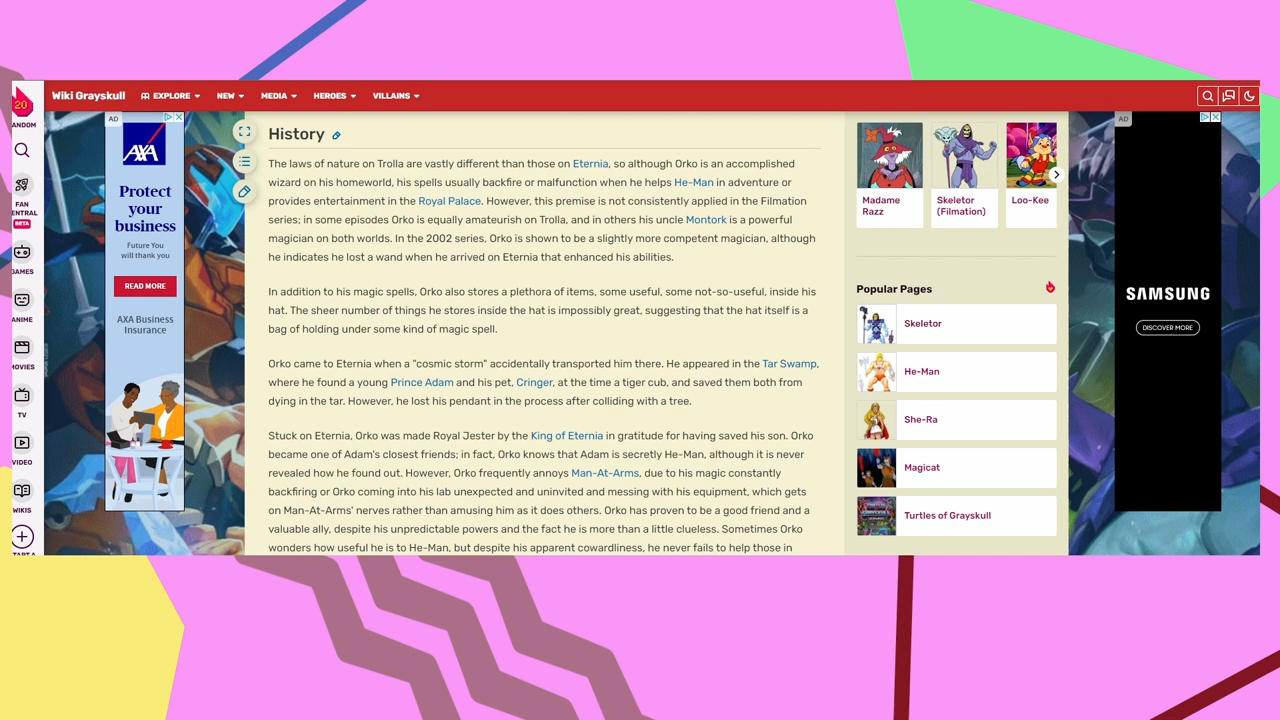 Wiki Grayskull
EXPLORE
NEW
MEDIA
HEROES
VILLAINS
20
ANDOM
FAN
ENTRAL
BETA
GAMES
ANIME
MOVIES
TV
VIDEO
WIKIS
AD
AXA
Protect
your
business
Future You
will thank you
READ MORE
AXA Business
Insurance
History
The laws of nature on Trolla are vastly different than those on Eternia, so although Orko is an accomplished
wizard on his homeworld, his spells usually backfire or malfunction when he helps He-Man in adventure or
provides entertainment in the Royal Palace. However, this premise is not consistently applied in the Filmation
series; in some episodes Orko is equally amateurish on Trolla, and in others his uncle Montork is a powerful
magician on both worlds. In the 2002 series, Orko is shown to be a slightly more competent magician, although
he indicates he lost a wand when he arrived on Eternia that enhanced his abilities.
In addition to his magic spells, Orko also stores a plethora of items, some useful, some not-so-useful, inside his
hat. The sheer number of things he stores inside the hat is impossibly great, suggesting that the hat itself is a
bag of holding under some kind of magic spell.
Orko came to Eternia when a "cosmic storm" accidentally transported him there. He appeared in the Tar Swamp,
where he found a young Prince Adam and his pet, Cringer, at the time a tiger cub, and saved them both from
dying in the tar. However, he lost his pendant in the process after colliding with a tree.
Stuck on Eternia, Orko was made Royal Jester by the King of Eternia in gratitude for having saved his son. Orko
became one of Adam's closest friends; in fact, Orko knows that Adam is secretly He-Man, although it is never
revealed how he found out. However, Orko frequently annoys Man-At-Arms, due to his magic constantly
backfiring or Orko coming into his lab unexpected and uninvited and messing with his equipment, which gets
on Man-At-Arms' nerves rather than amusing him as it does others. Orko has proven to be a good friend and a
valuable ally, despite his unpredictable powers and the fact he is more than a little clueless. Sometimes Orko
wonders how useful he is to He-Man, but despite his apparent cowardliness, he never fails to help those in
Madame
Razz
Skeletor
(Filmation)
Loo-Kee
Popular Pages
Skeletor
He-Man
She-Ra
Magicat
Turtles of Grayskull
AD
SAMSUNG
DISCOVER MORE